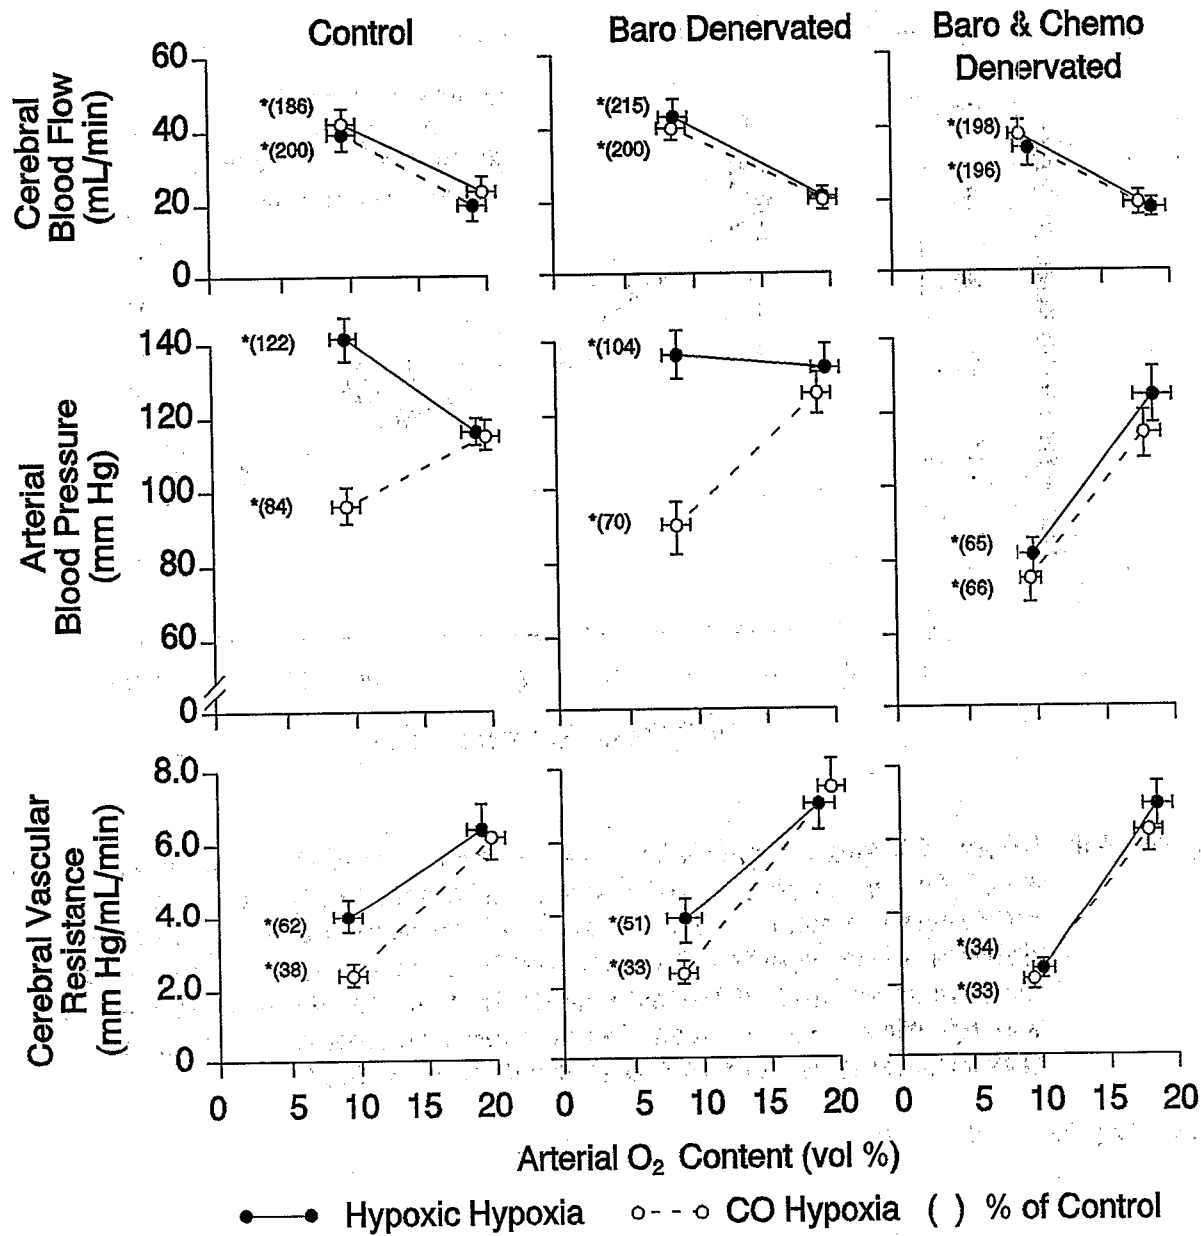 Control
Baro Denervated
Baro & Chemo
Denervated
Cerebral
Blood Flow
(mL/min)
60
40
20
0
*(186)
*(200)
*(215)
*(200)
*(198)
*(196)
Arterial
Blood Pressure
(mm Hg)
140
120
100
80
60
0
*(122)
*(84)
*(104)
*(70)
*(65)
*(66)
Cerebral Vascular
Resistance
(mm Hg/mL/min)
8.0
6.0
4.0
2.0
0
*(62)
*(38)
*(51)
*(33)
*(34)
*(33)
0 5 10 15 20
0 5 10 15 20
0 5 10 15 20
Arterial O₂ Content (vol %)
Hypoxic Hypoxia
CO Hypoxia
( ) % of Control